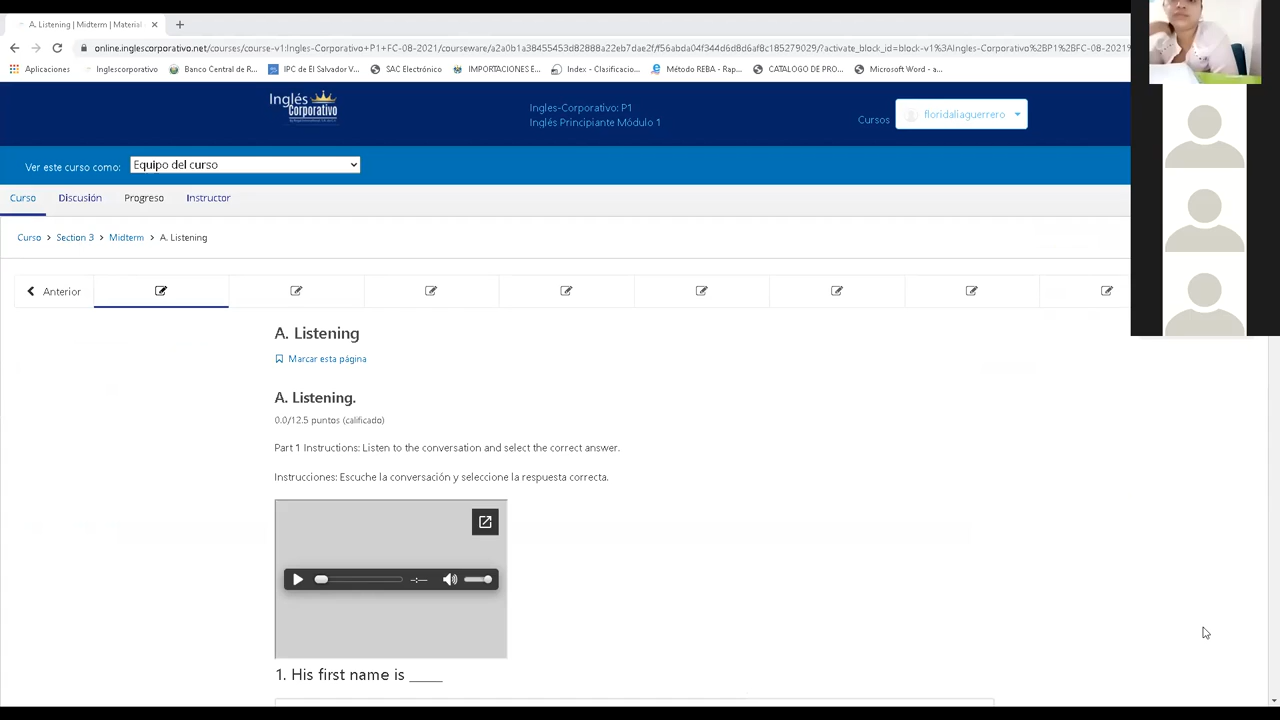 A. Listening | Midterm | Material
online.inglescorporativo.net/courses/course-v1:Ingles-Corporativo+P1+FC-08-2021/courseware/a2a0b1a38455453d82888a22eb7dae2f/f56abda04f344d6d8d6af8c185279029/?activate_block_id=block-v1%3AIngles-Corporativo%2BP1%2BFC-08-2021%
Aplicaciones Inglescorporativo Banco Central de R... IPC de El Salvador V... SAC Electrónico IMPORTACIONES E... Index - Clasificacio... Método REBA - Rap... CATALOGO DE PRO... Microsoft Word - a...
Inglés
Corporativo
Ingles-Corporativo: P1
Inglés Principiante Módulo 1
Cursos
floridaliaguerrero
Ver este curso como: Equipo del curso
Curso Discusión Progreso Instructor
Curso > Section 3 > Midterm > A. Listening
Anterior
A. Listening
Marcar esta página
A. Listening.
0.0/12.5 puntos (calificado)
Part 1 Instructions: Listen to the conversation and select the correct answer.
Instrucciones: Escuche la conversación y seleccione la respuesta correcta.
-:--
1. His first name is _____